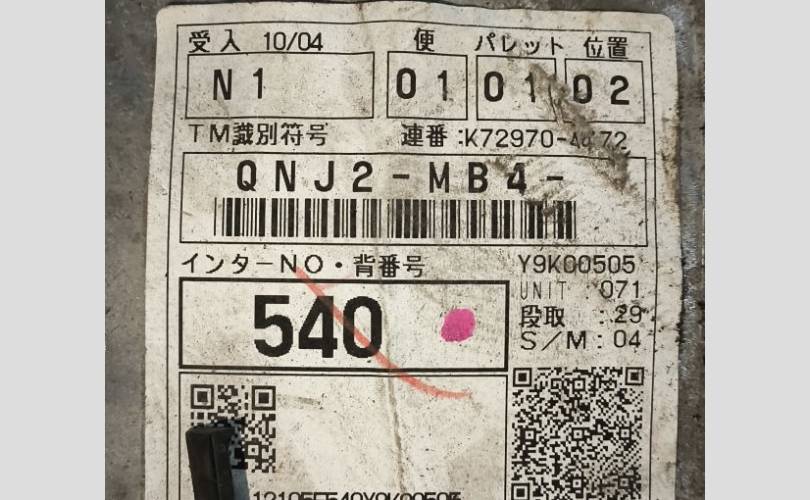 受入 10/04 便 パレット 位置
N1 01 01 02
TM識別符号 連番:K72970-4472
QNJ2-MB4-
インターNO・背番号 Y9K00505
UNIT :071
540
段取 :29
S/M:04